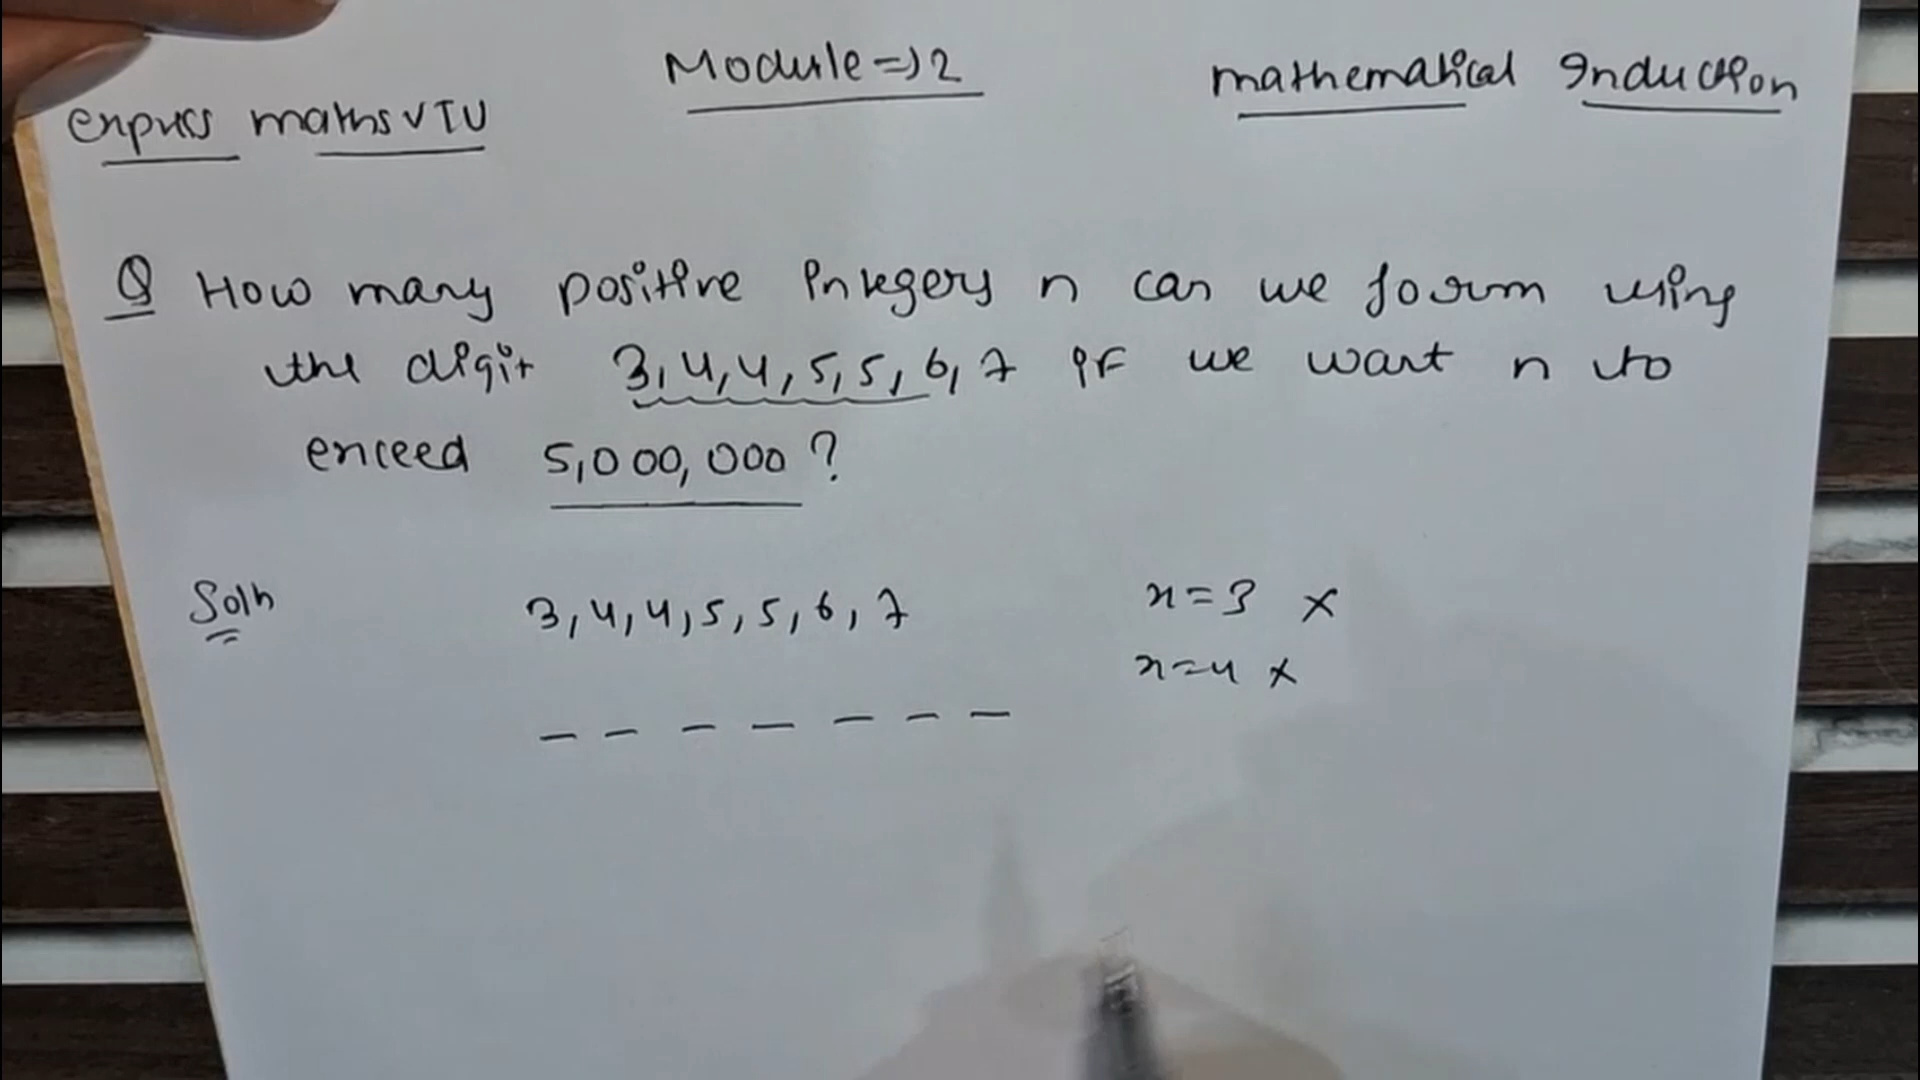 Module => 2
mathematical Induction
express maths VTU
Q How many positive integers n can we form using
the digit 3,4,4,5,5,6,7 if we want n to
exceed 5,000,000 ?
Soln
3,4,4,5,5,6,7
x=3 ×
x=4 ×
_ _ _ _ _ _ _